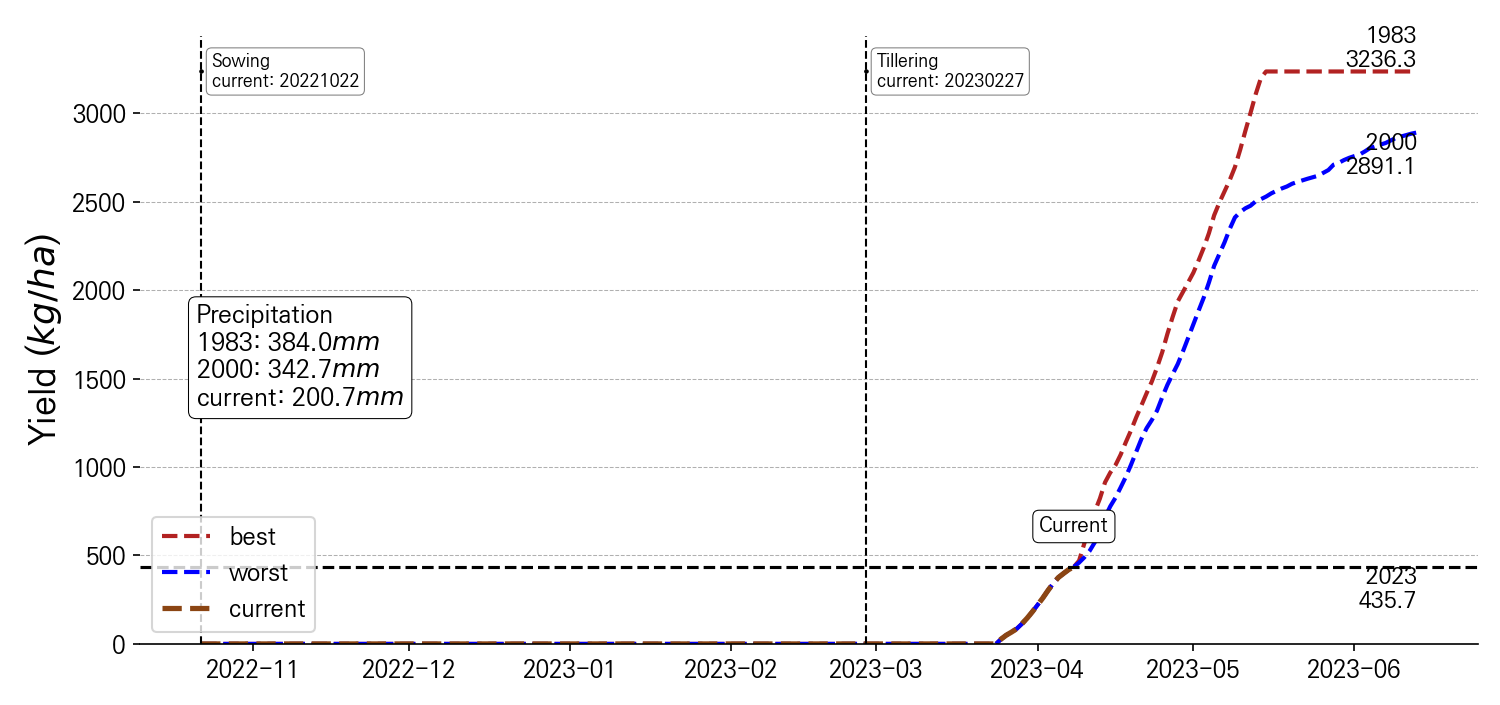 Yield (kg/ha)
3000
2500
2000
1500
1000
500
0
2022-11
2022-12
2023-01
2023-02
2023-03
2023-04
2023-05
2023-06
Sowing
current: 20221022
Tillering
current: 20230227
1983
3236.3
2000
2891.1
Precipitation
1983: 384.0mm
2000: 342.7mm
current: 200.7mm
Current
2023
435.7
best
worst
current